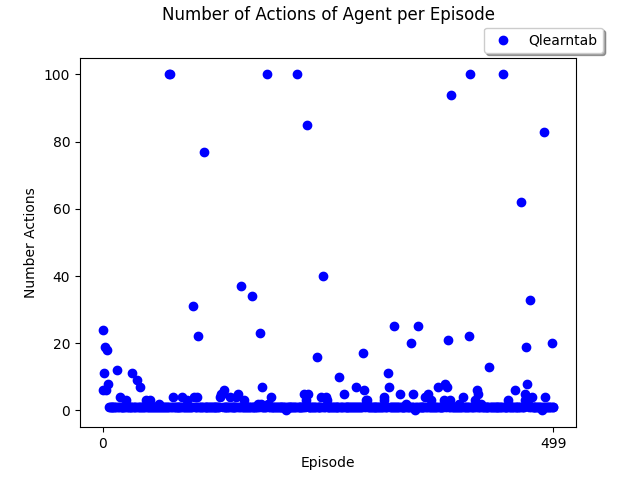 Number of Actions of Agent per Episode
Qlearntab
100
80
60
40
20
0
Number Actions
0
499
Episode